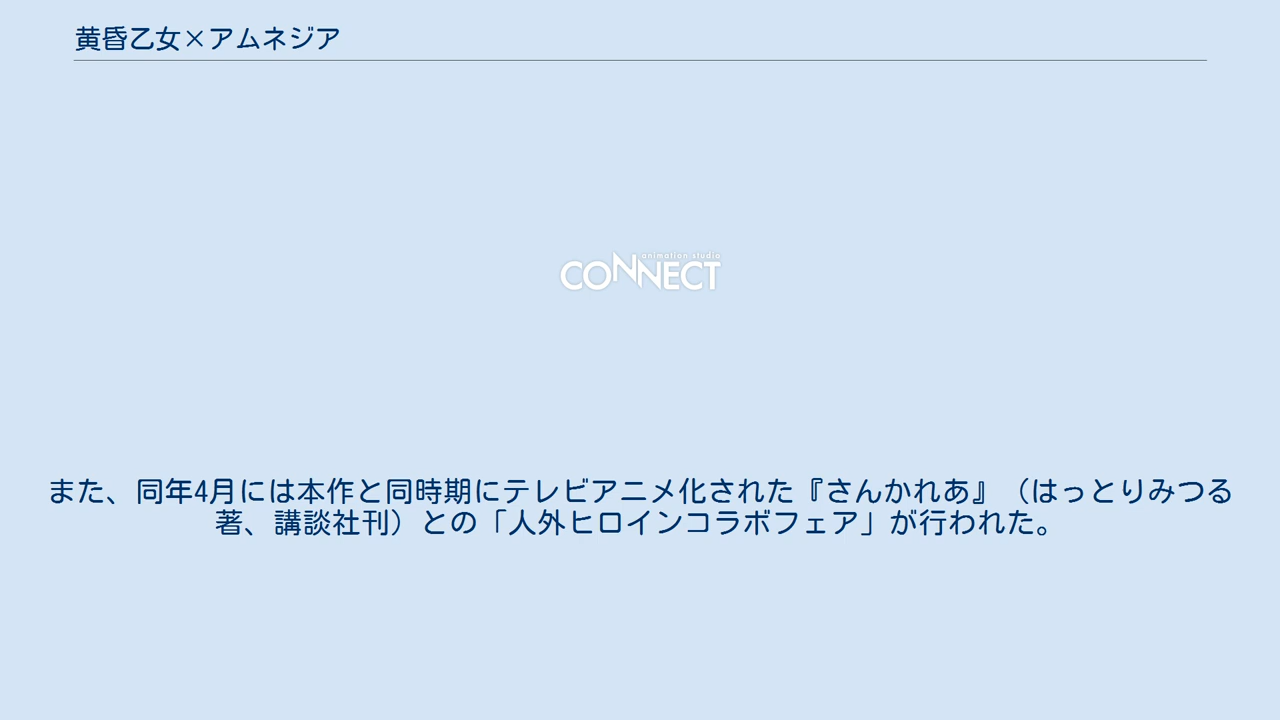 黄昏乙女×アムネジア
animation studio
CONNECT
また、同年4月には本作と同時期にテレビアニメ化された『さんかれあ』（はっとりみつる
著、講談社刊）との「人外ヒロインコラボフェア」が行われた。